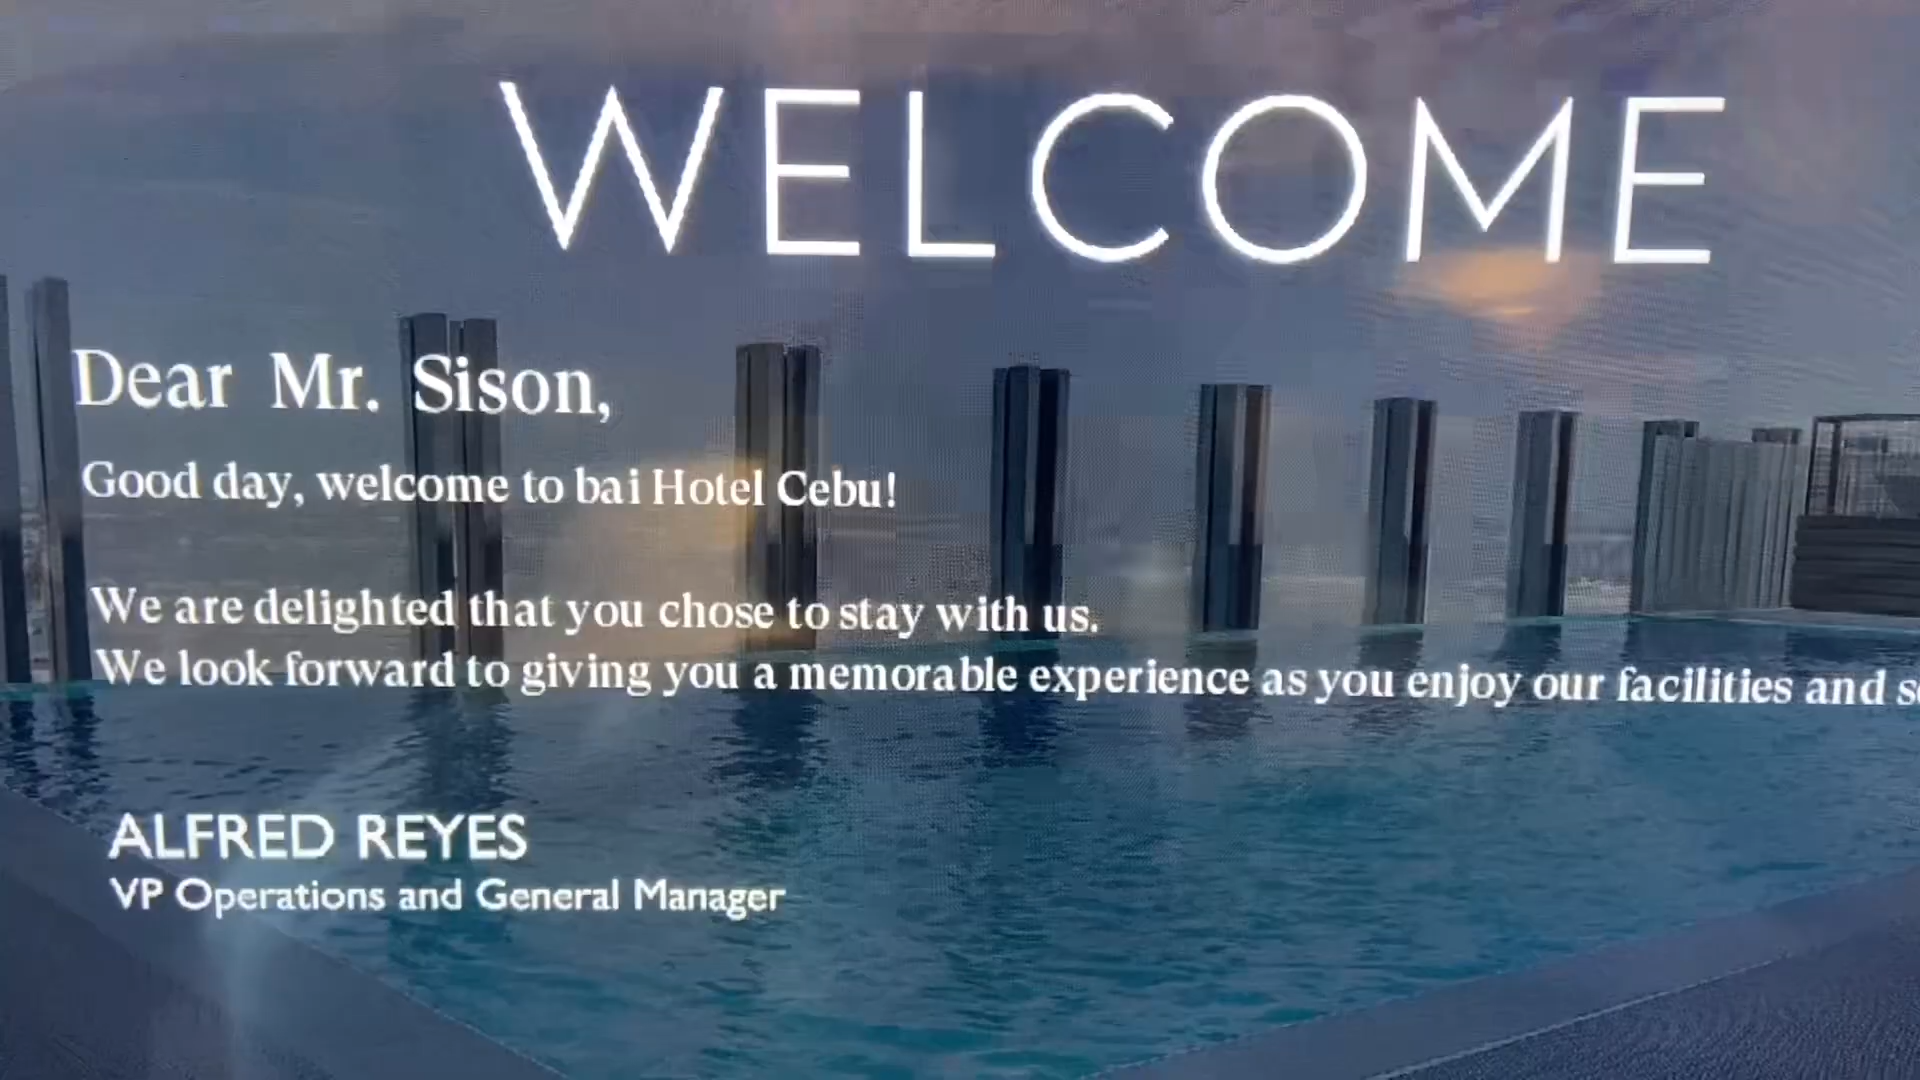 WELCOME
Dear Mr. Sison,
Good day, welcome to bai Hotel Cebu!
We are delighted that you chose to stay with us.
We look forward to giving you a memorable experience as you enjoy our facilities and
ALFRED REYES
VP Operations and General Manager